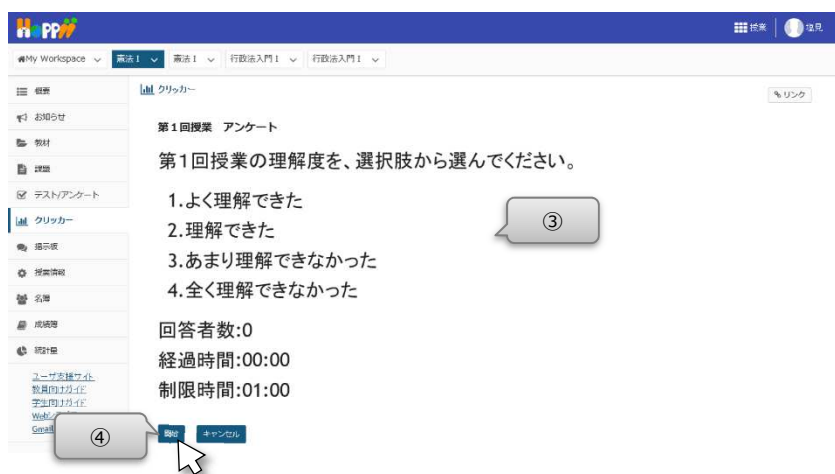 HoPPii
授業
塩見
My Workspace
憲法 I
憲法 I
行政法入門 I
行政法入門 I
概要
クリッカー
リンク
お知らせ
第1回授業　アンケート
教材
第1回授業の理解度を、選択肢から選んでください。
課題
1.よく理解できた
テスト/アンケート
③
2.理解できた
クリッカー
3.あまり理解できなかった
掲示板
授業情報
4.全く理解できなかった
名簿
成績簿
回答者数:0
統計量
経過時間:00:00
ユーザ支援サイト
教員向けガイド
制限時間:01:00
学生向けガイド
Gmail
④
開始
キャンセル